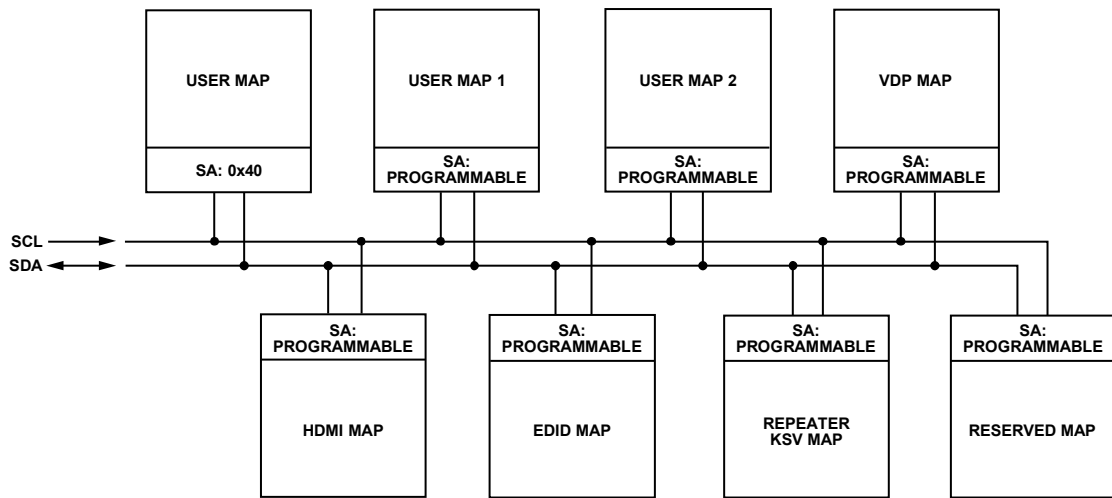 USER MAP
USER MAP 1
USER MAP 2
VDP MAP
SA: 0x40
SA:
PROGRAMMABLE
SA:
PROGRAMMABLE
SA:
PROGRAMMABLE
SCL
SDA
SA:
PROGRAMMABLE
SA:
PROGRAMMABLE
SA:
PROGRAMMABLE
SA:
PROGRAMMABLE
HDMI MAP
EDID MAP
REPEATER
KSV MAP
RESERVED MAP